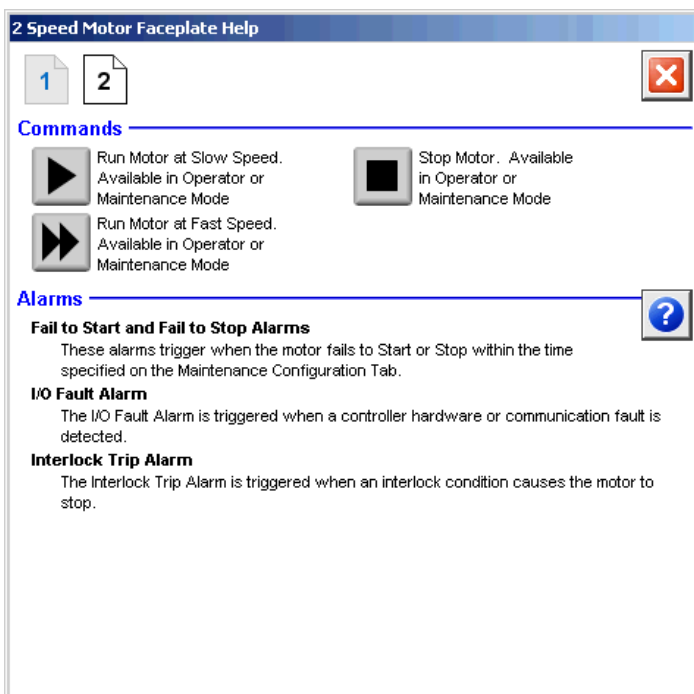 2 Speed Motor Faceplate Help
1 2
Commands
Run Motor at Slow Speed.
Available in Operator or
Maintenance Mode
Stop Motor. Available
in Operator or
Maintenance Mode
Run Motor at Fast Speed.
Available in Operator or
Maintenance Mode
Alarms
?
Fail to Start and Fail to Stop Alarms
These alarms trigger when the motor fails to Start or Stop within the time
specified on the Maintenance Configuration Tab.
I/O Fault Alarm
The I/O Fault Alarm is triggered when a controller hardware or communication fault is
detected.
Interlock Trip Alarm
The Interlock Trip Alarm is triggered when an interlock condition causes the motor to
stop.